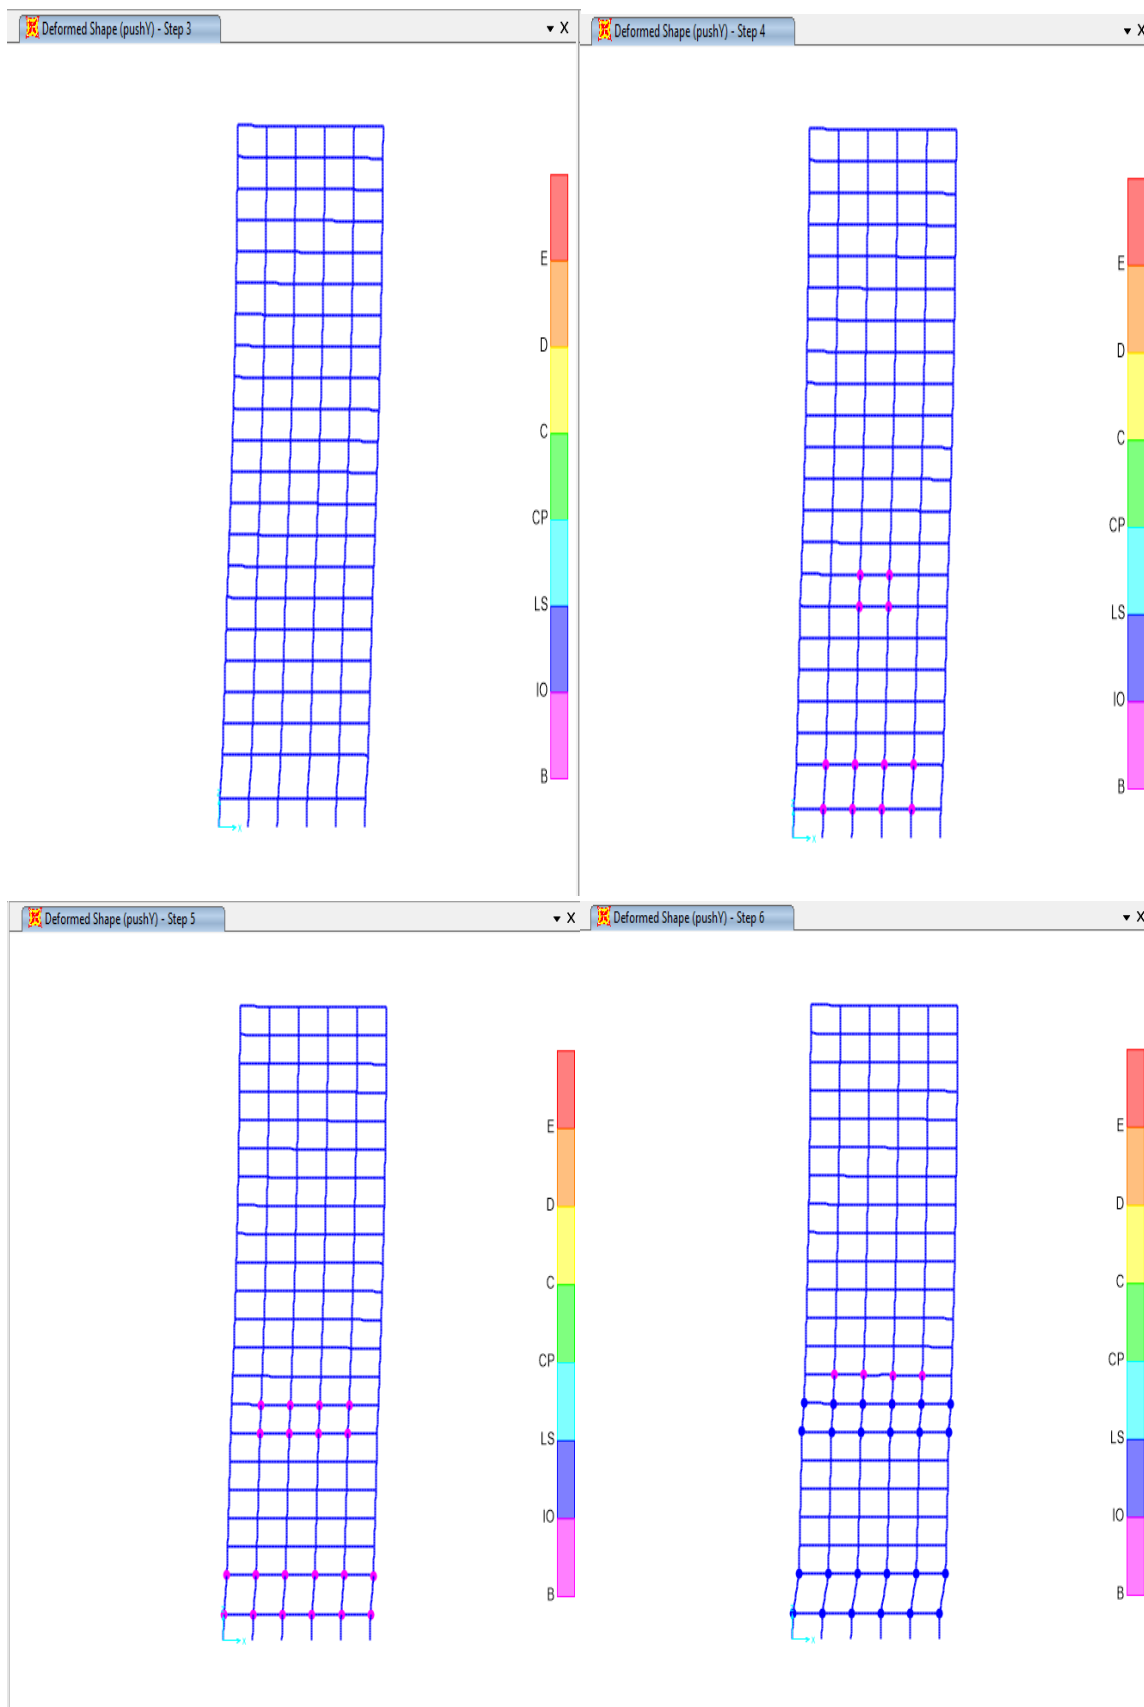 Deformed Shape (pushY) - Step 3
X
E
D
C
CP
LS
IO
B
X
Deformed Shape (pushY) - Step 4
X
E
D
C
CP
LS
IO
B
X
Deformed Shape (pushY) - Step 5
X
E
D
C
CP
LS
IO
B
X
Deformed Shape (pushY) - Step 6
X
E
D
C
CP
LS
IO
B
X